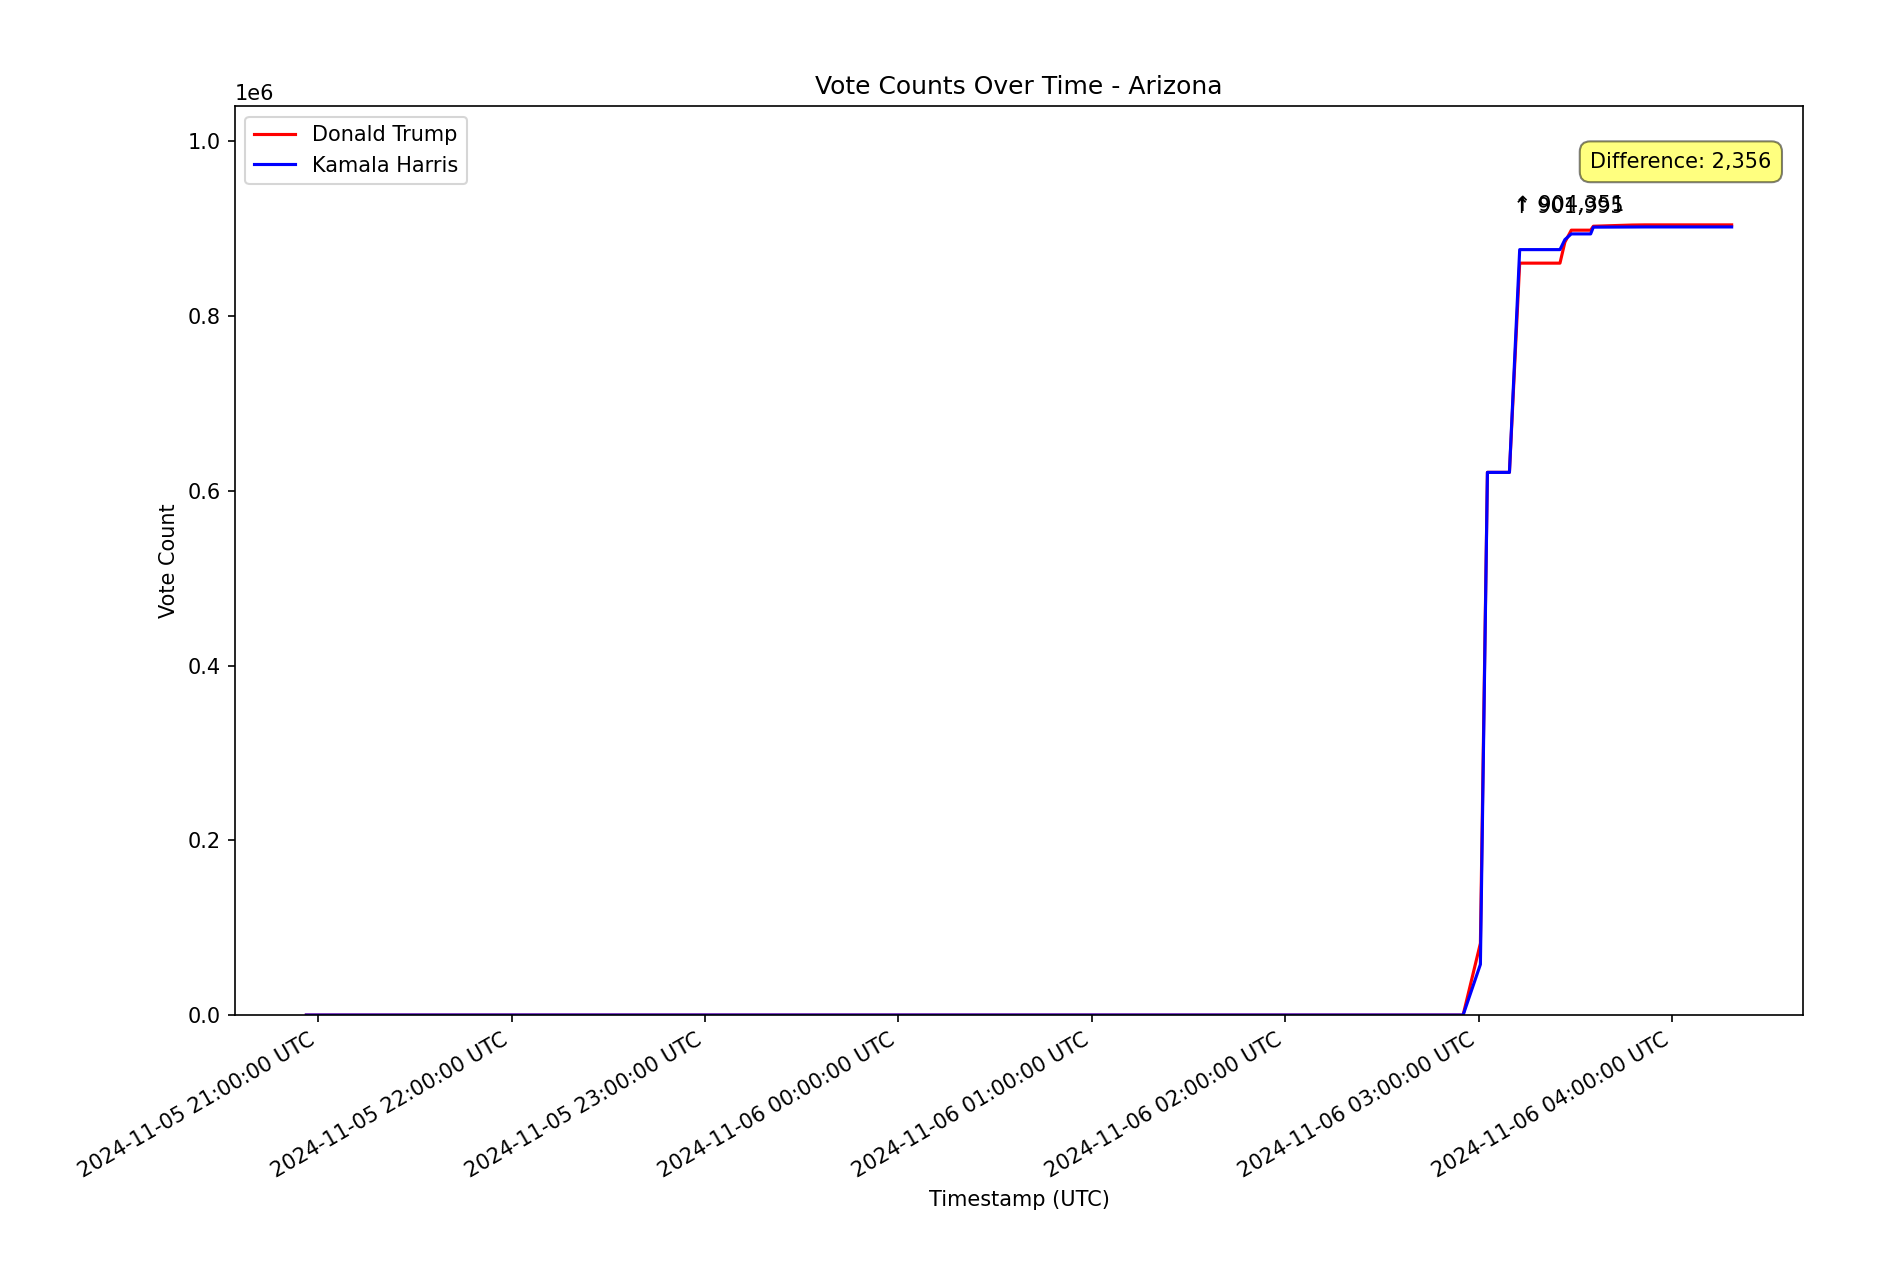 Vote Counts Over Time - Arizona
1e6
Donald Trump
Kamala Harris
Difference: 2,356
↑ 904,351
↑ 901,995
1.0
0.8
0.6
0.4
0.2
0.0
Vote Count
2024-11-05 21:00:00 UTC
2024-11-05 22:00:00 UTC
2024-11-05 23:00:00 UTC
2024-11-06 00:00:00 UTC
2024-11-06 01:00:00 UTC
2024-11-06 02:00:00 UTC
2024-11-06 03:00:00 UTC
2024-11-06 04:00:00 UTC
Timestamp (UTC)